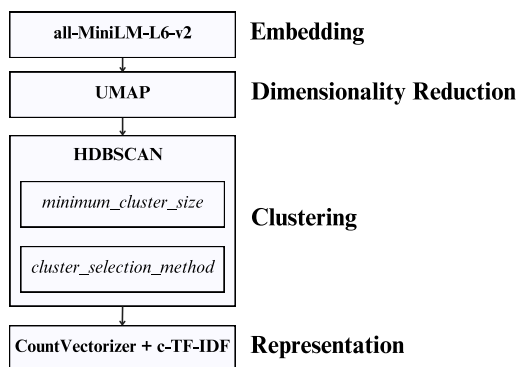 all-MiniLM-L6-v2 Embedding
UMAP Dimensionality Reduction
HDBSCAN
minimum_cluster_size
Clustering
cluster_selection_method
CountVectorizer + c-TF-IDF Representation